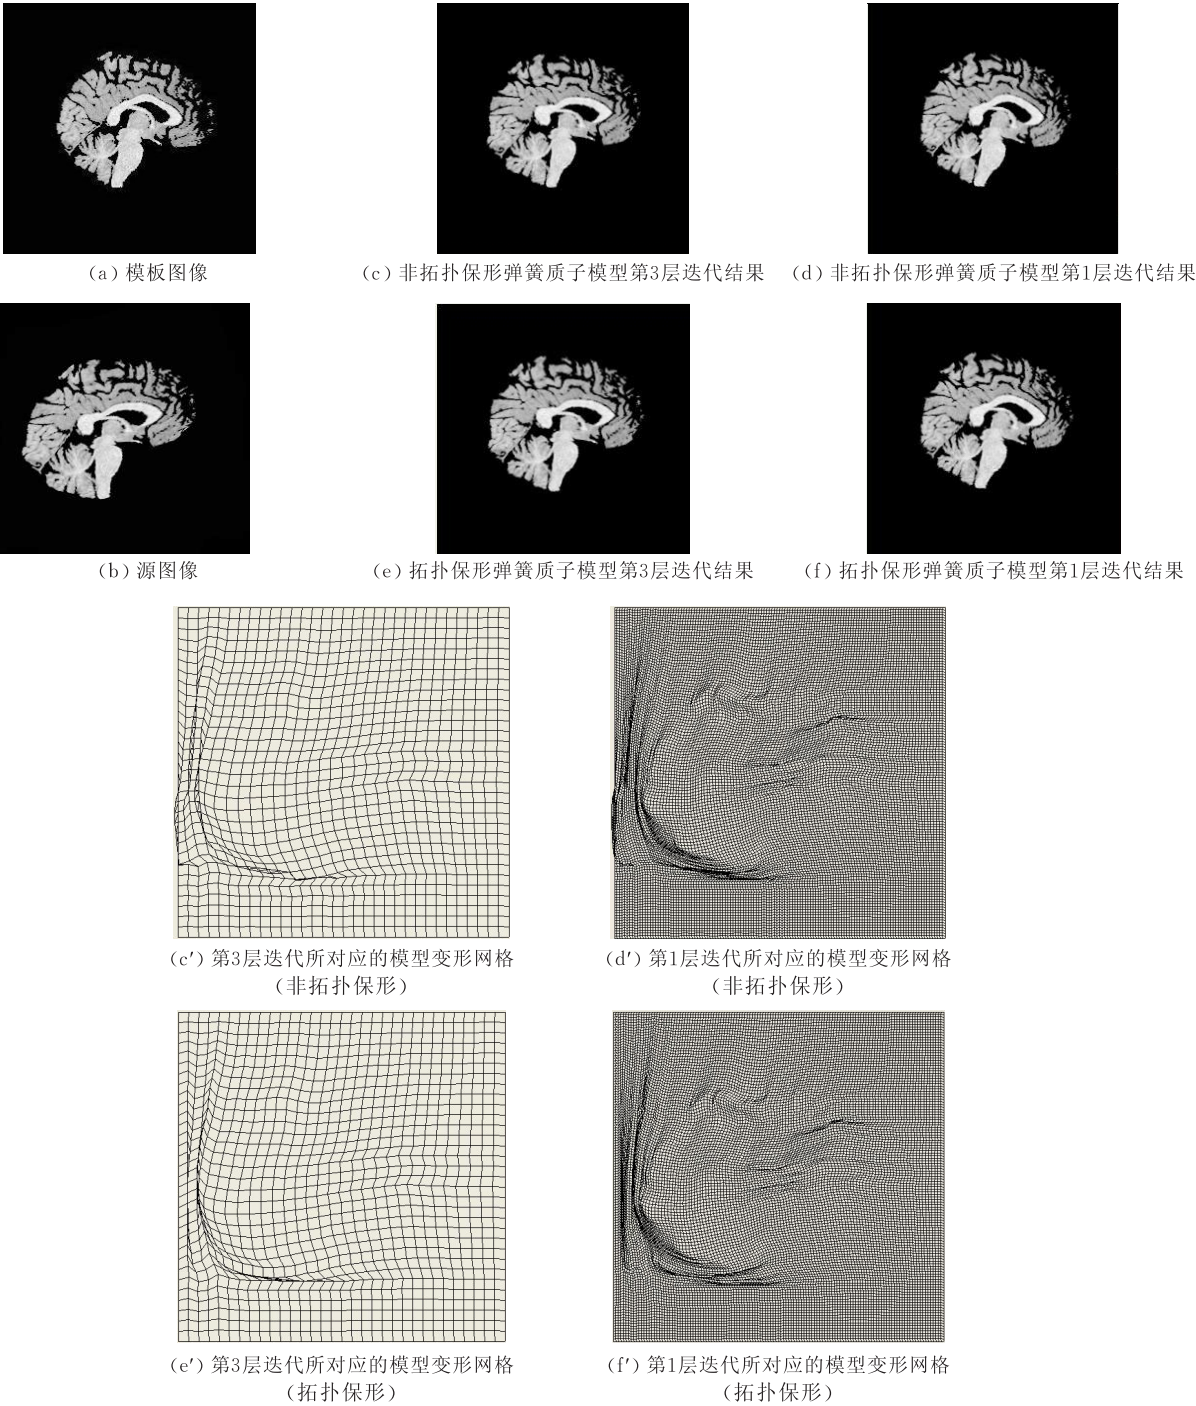 (a) 模板图像
(c) 非拓扑保形弹簧质子模型第3层迭代结果
(d) 非拓扑保形弹簧质子模型第1层迭代结果
(b) 源图像
(e) 拓扑保形弹簧质子模型第3层迭代结果
(f) 拓扑保形弹簧质子模型第1层迭代结果
(c′) 第3层迭代所对应的模型变形网格
(非拓扑保形)
(d′) 第1层迭代所对应的模型变形网格
(非拓扑保形)
(e′) 第3层迭代所对应的模型变形网格
(拓扑保形)
(f′) 第1层迭代所对应的模型变形网格
(拓扑保形)